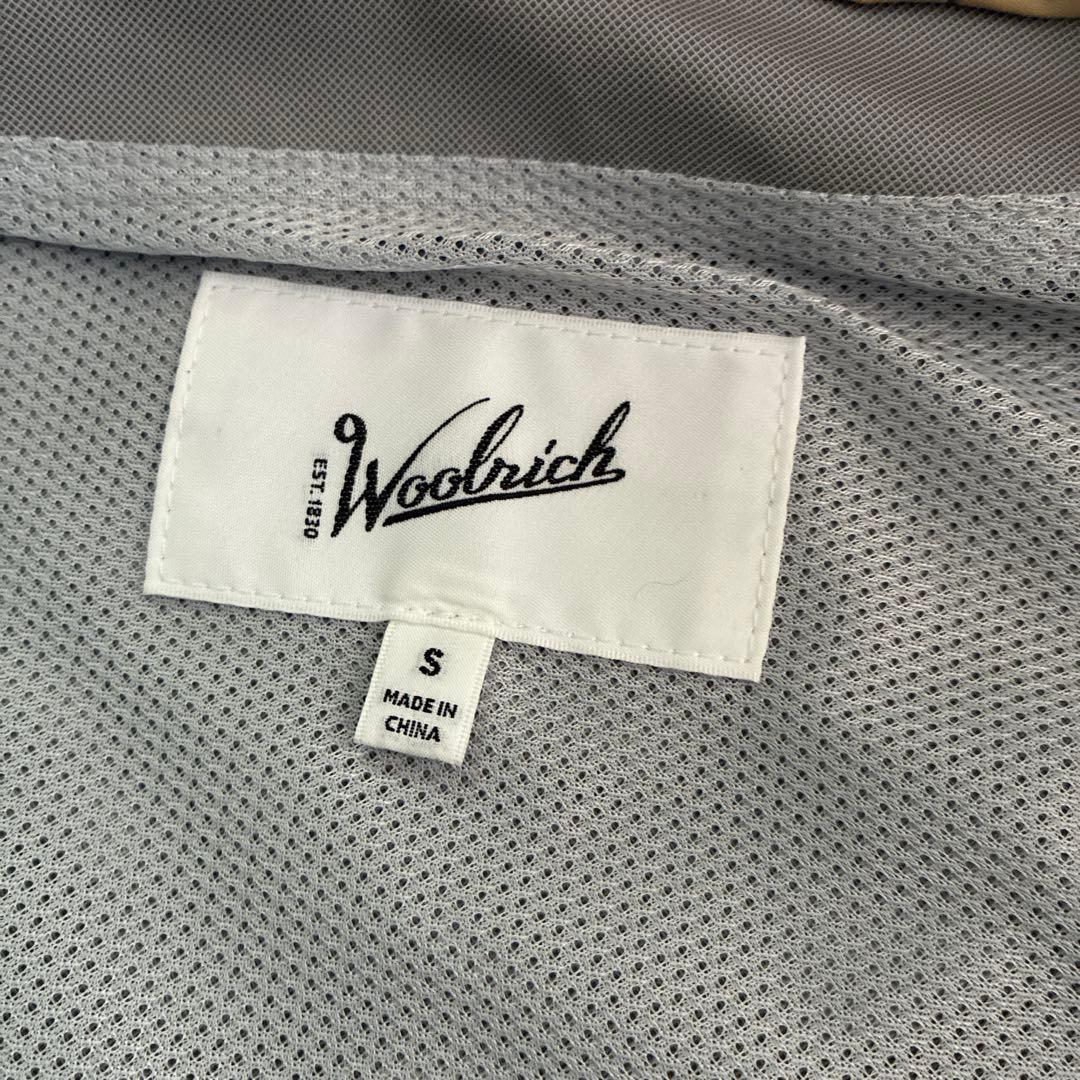 Woolrich
EST. 1830
S
MADE IN
CHINA